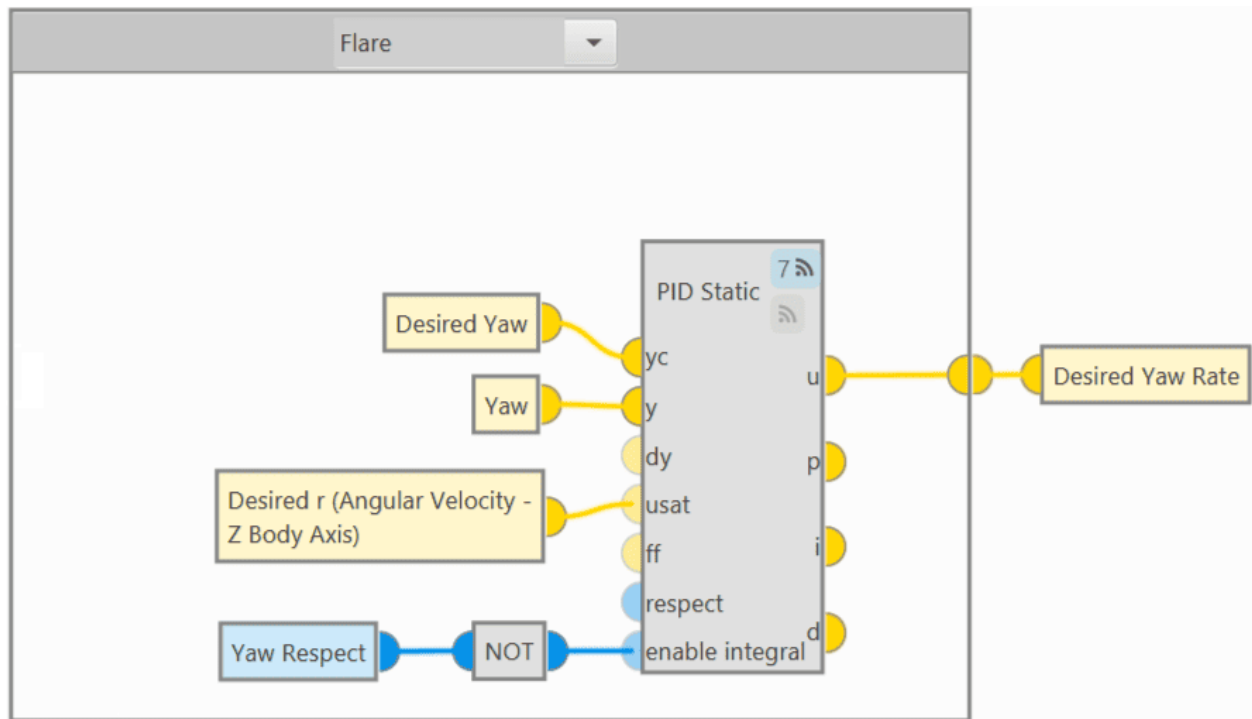 Flare
7
PID Static
Desired Yaw
yc
u
Desired Yaw Rate
Yaw
y
dy
p
Desired r (Angular Velocity -
Z Body Axis)
usat
ff
i
respect
Yaw Respect
NOT
enable integral
d